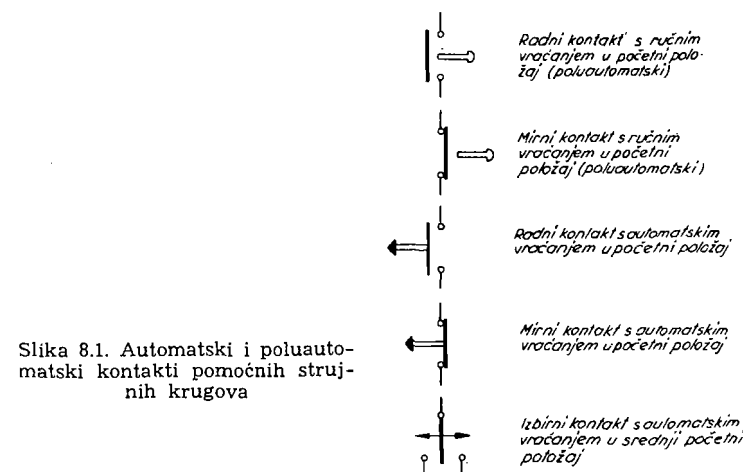 Radni kontakt s ručnim
vraćanjem u početni polo-
žaj (poluautomatski)
Mirni kontakt s ručnim
vraćanjem u početni
položaj (poluautomatski)
Radni kontakt s automatskim
vraćanjem u početni položaj
Mirni kontakt s automatskim
vraćanjem u početni položaj
Izbirni kontakt s automatskim
vraćanjem u srednji početni
položaj
Slika 8.1. Automatski i poluauto-
matski kontakti pomoćnih struj-
nih krugova